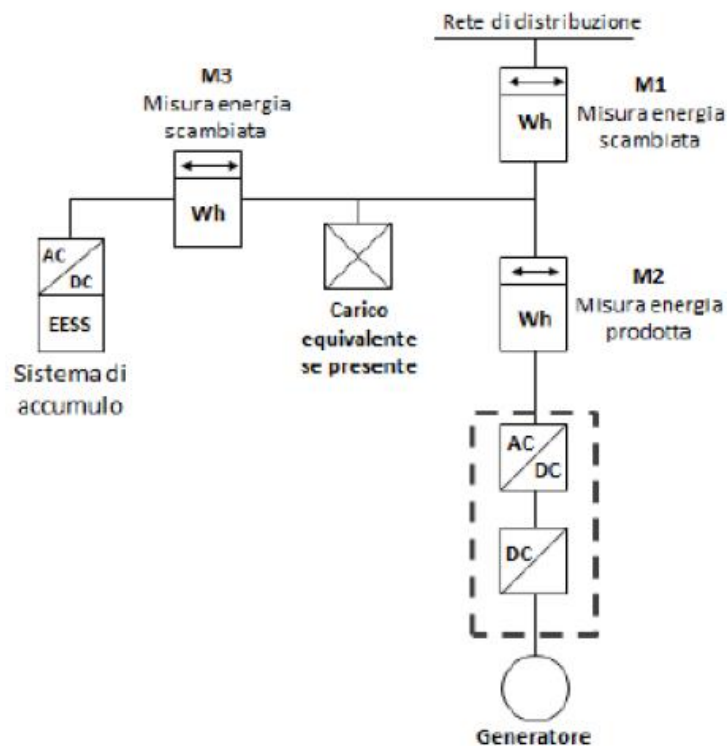 Rete di distribuzione
M3
Misura energia
scambiata
Wh
M1
Misura energia
scambiata
Wh
AC
DC
EESS
Sistema di
accumulo
Carico
equivalente
se presente
M2
Misura energia
prodotta
Wh
AC
DC
DC
Generatore